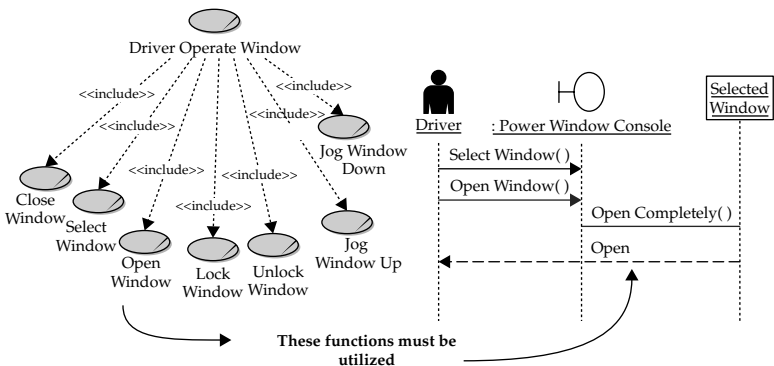 Driver Operate Window
<<include>>
<<include>>
<<include>>
<<include>>
<<include>>
<<include>>
<<include>>
Close
Window
Select
Window
Open
Window
Lock
Window
Unlock
Window
Jog
Window Up
Jog Window
Down
Driver
: Power Window Console
Selected
Window
Select Window( )
Open Window( )
Open Completely( )
Open
These functions must be
utilized